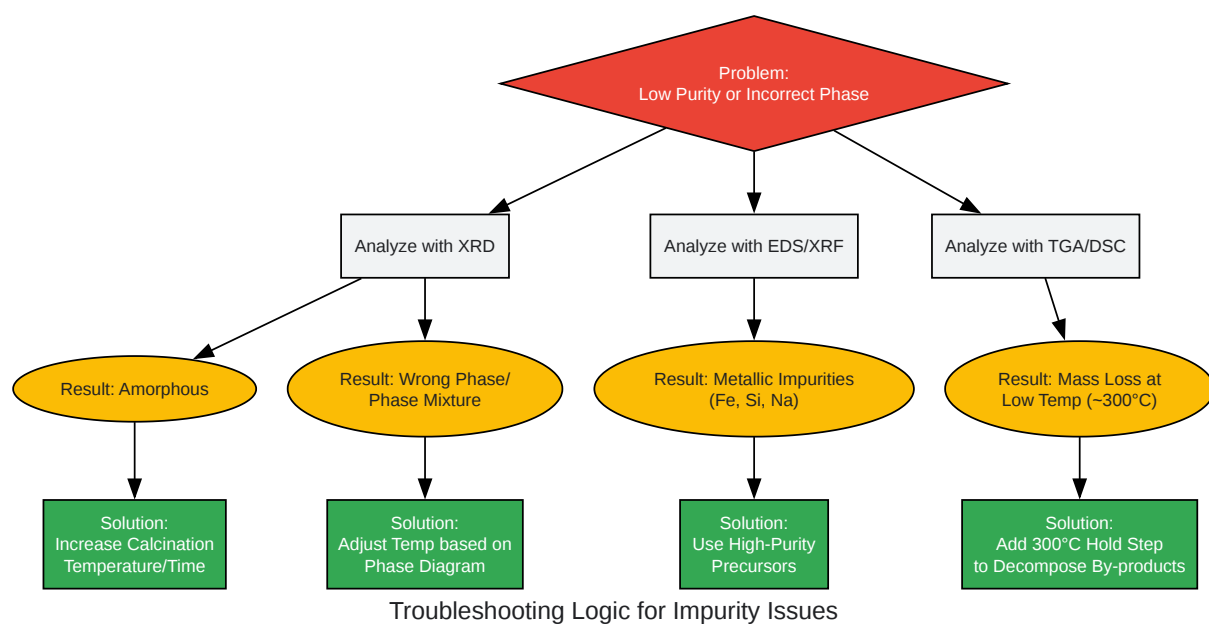 Problem:
Low Purity or Incorrect Phase
Analyze with XRD
Analyze with EDS/XRF
Analyze with TGA/DSC
Result: Amorphous
Result: Wrong Phase/
Phase Mixture
Result: Metallic Impurities
(Fe, Si, Na)
Result: Mass Loss at
Low Temp (~300°C)
Solution:
Increase Calcination
Temperature/Time
Solution:
Adjust Temp based on
Phase Diagram
Solution:
Use High-Purity
Precursors
Solution:
Add 300°C Hold Step
to Decompose By-products
Troubleshooting Logic for Impurity Issues